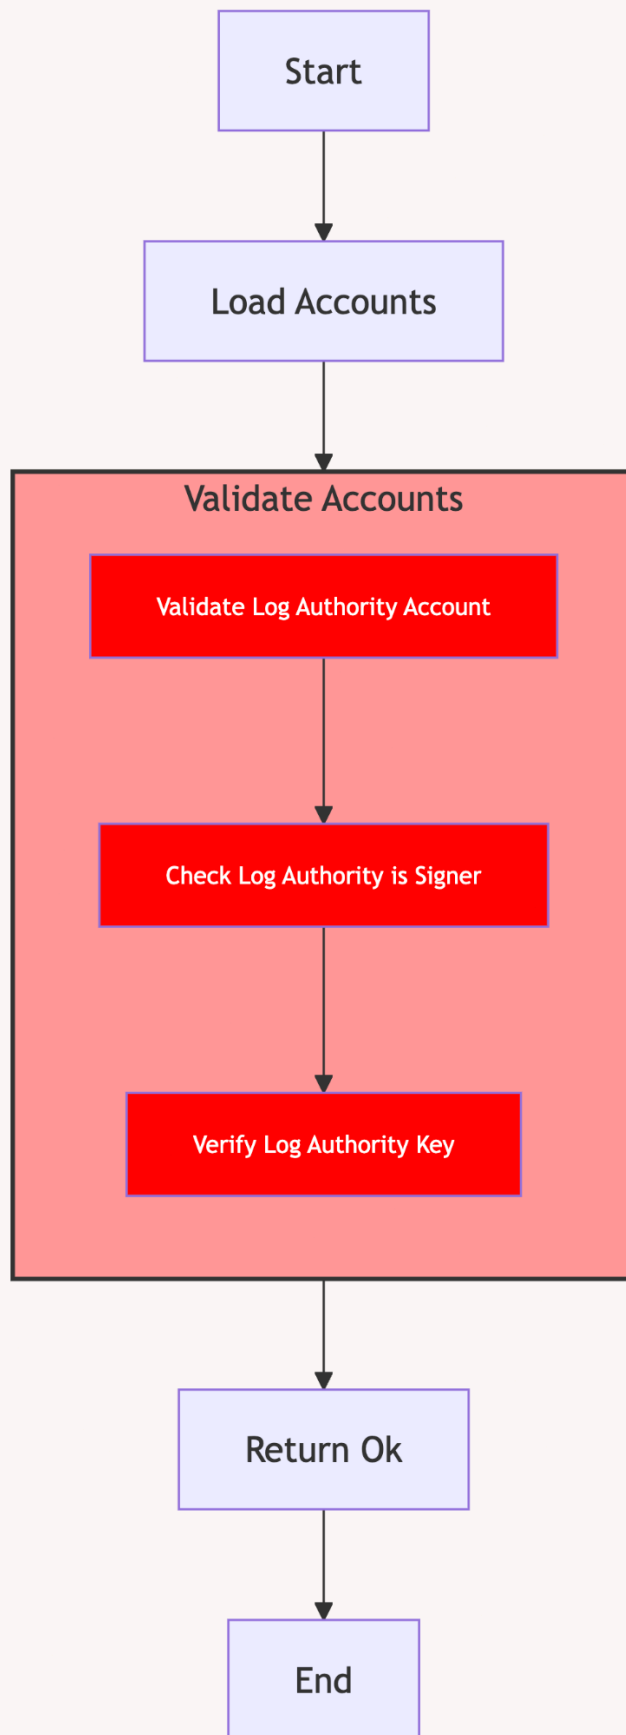 Start
Load Accounts
Validate Accounts
Validate Log Authority Account
Check Log Authority is Signer
Verify Log Authority Key
Return Ok
End